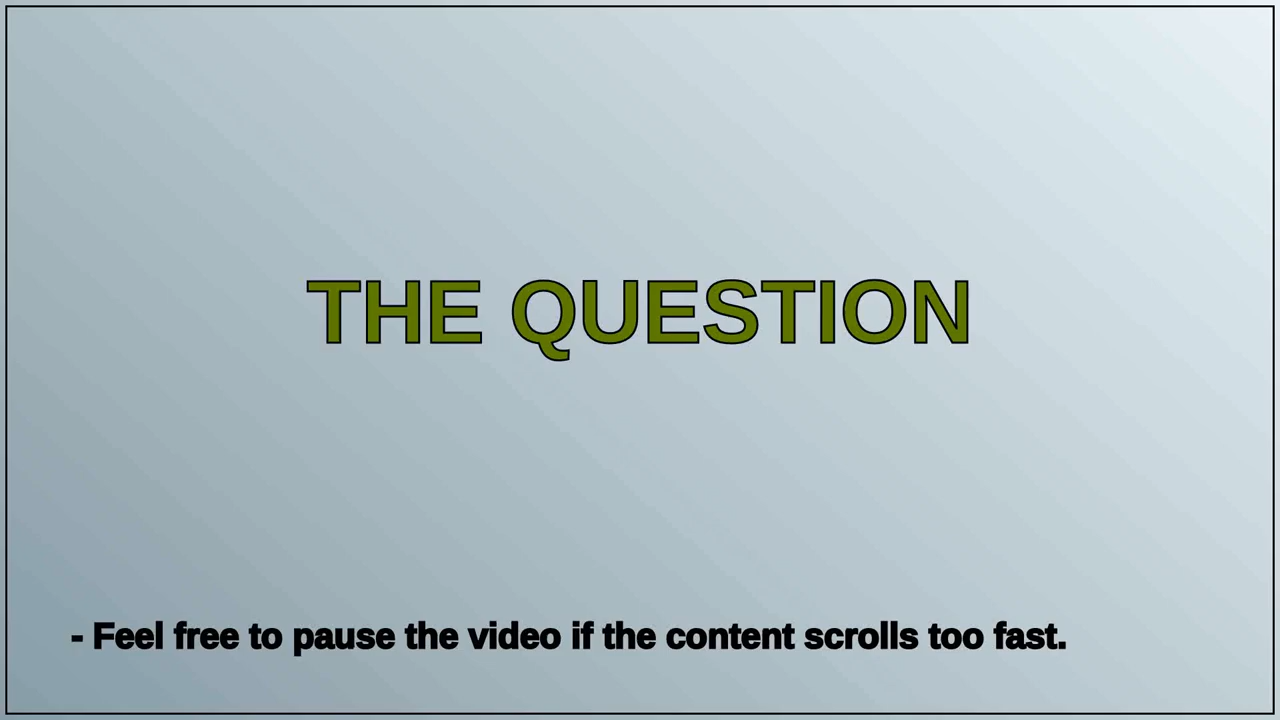 THE QUESTION
- Feel free to pause the video if the content scrolls too fast.